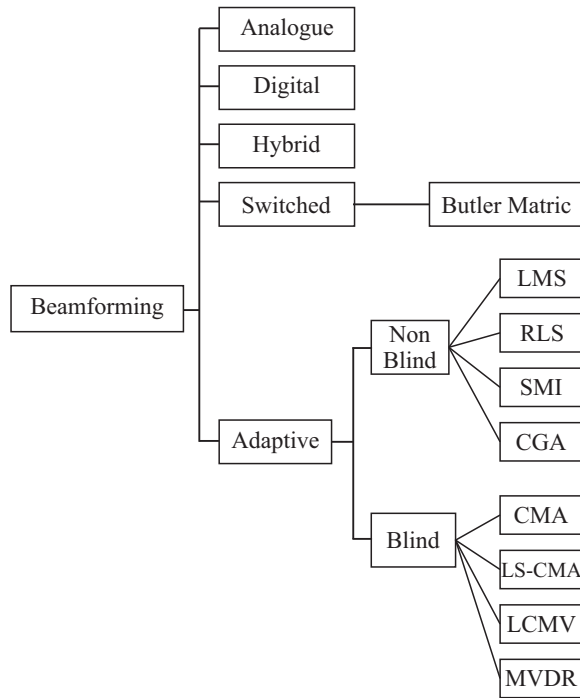 Analogue
Digital
Hybrid
Switched
Butler Matric
Beamforming
LMS
Non
Blind
RLS
SMI
CGA
Adaptive
CMA
Blind
LS-CMA
LCMV
MVDR